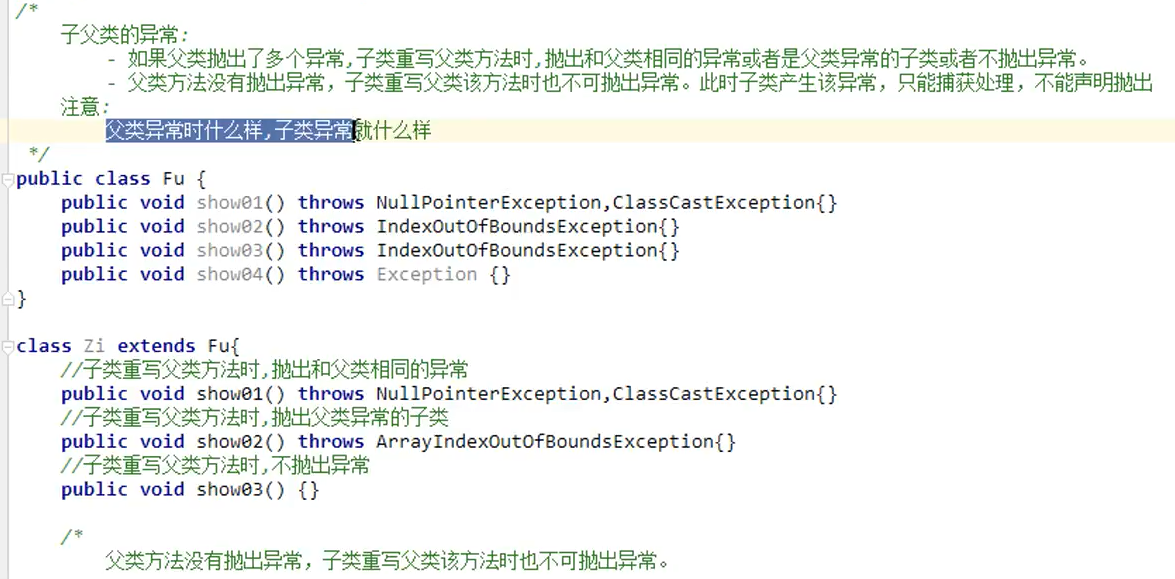 /*
子父类的异常:
- 如果父类抛出了多个异常,子类重写父类方法时,抛出和父类相同的异常或者是父类异常的子类或者不抛出异常。
- 父类方法没有抛出异常，子类重写父类该方法时也不可抛出异常。此时子类产生该异常，只能捕获处理，不能声明抛出
注意:
父类异常时什么样,子类异常就什么样
*/
public class Fu {
public void show01() throws NullPointerException,ClassCastException{}
public void show02() throws IndexOutOfBoundsException{}
public void show03() throws IndexOutOfBoundsException{}
public void show04() throws Exception {}
}
class Zi extends Fu{
//子类重写父类方法时,抛出和父类相同的异常
public void show01() throws NullPointerException,ClassCastException{}
//子类重写父类方法时,抛出父类异常的子类
public void show02() throws ArrayIndexOutOfBoundsException{}
//子类重写父类方法时,不抛出异常
public void show03() {}
/*
父类方法没有抛出异常，子类重写父类该方法时也不可抛出异常。